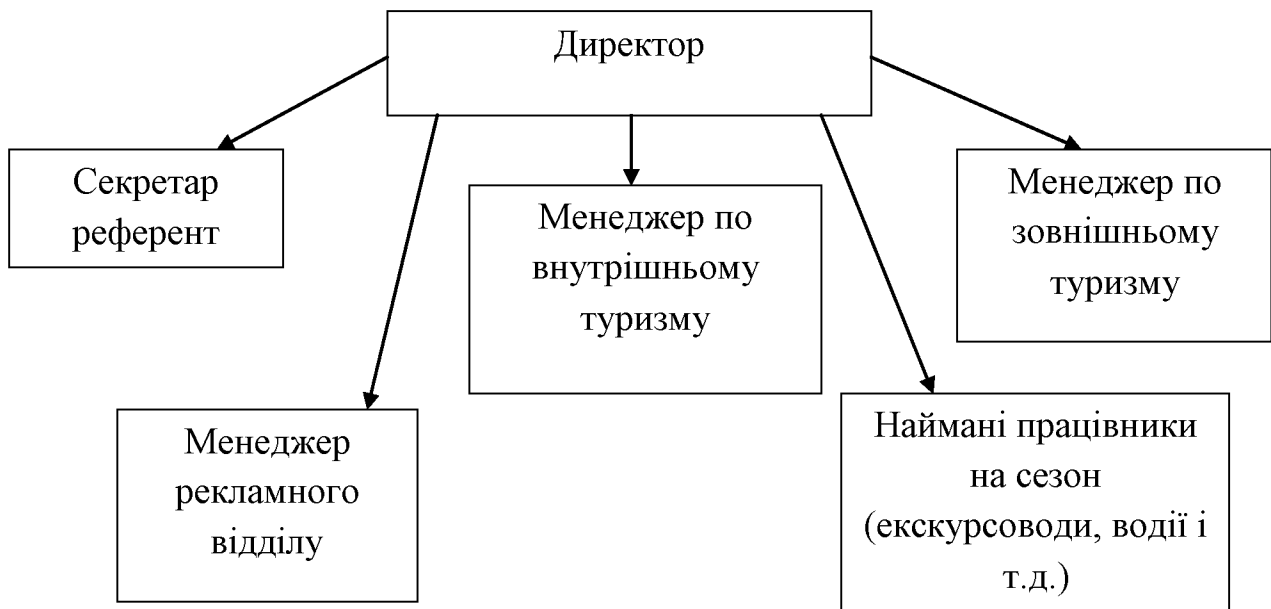 Директор
Секретар
референт
Менеджер по
внутрішньому
туризму
Менеджер по
зовнішньому
туризму
Менеджер
рекламного
відділу
Наймані працівники
на сезон
(екскурсоводи, водії і
т.д.)